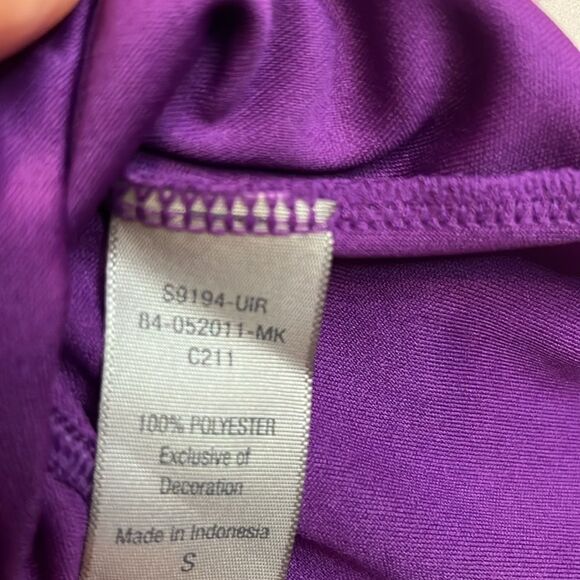 S9194-UIR
84-052011-MK
C211
100% POLYESTER
Exclusive of
Decoration
Made in Indonesia
S